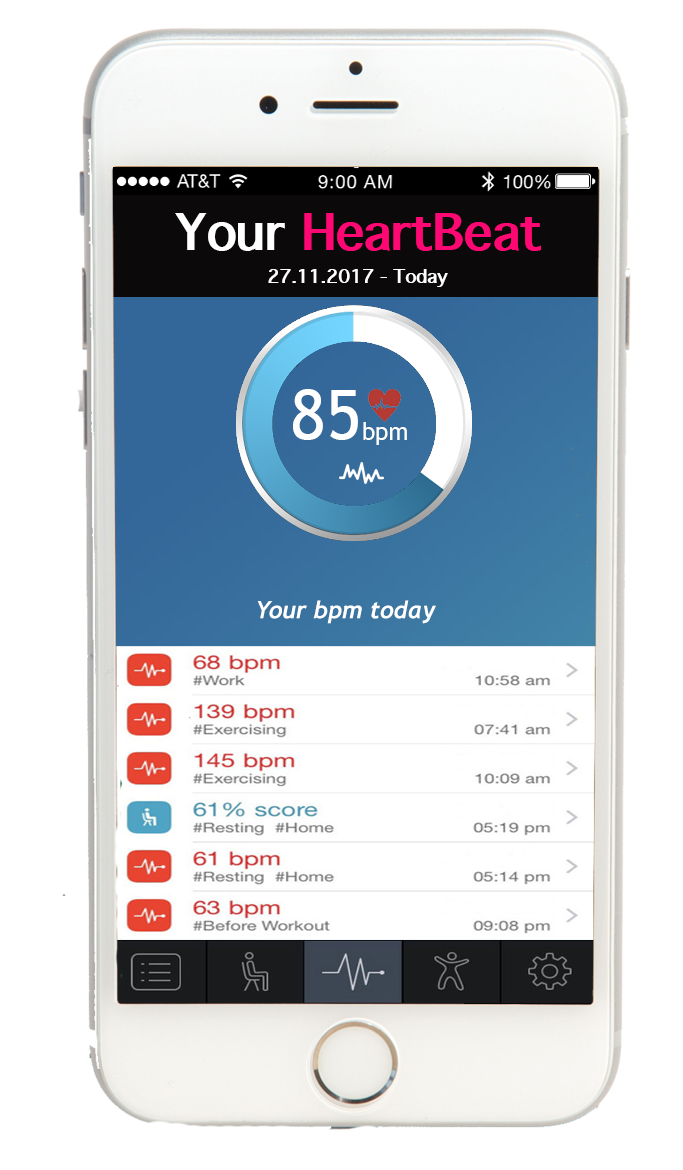 AT&T 9:00 AM 100%
Your HeartBeat
27.11.2017 - Today
85
bpm
Your bpm today
68 bpm
#Work 10:58 am
139 bpm
#Exercising 07:41 am
145 bpm
#Exercising 10:09 am
61% score
#Resting #Home 05:19 pm
61 bpm
#Resting #Home 05:14 pm
63 bpm
#Before Workout 09:08 pm